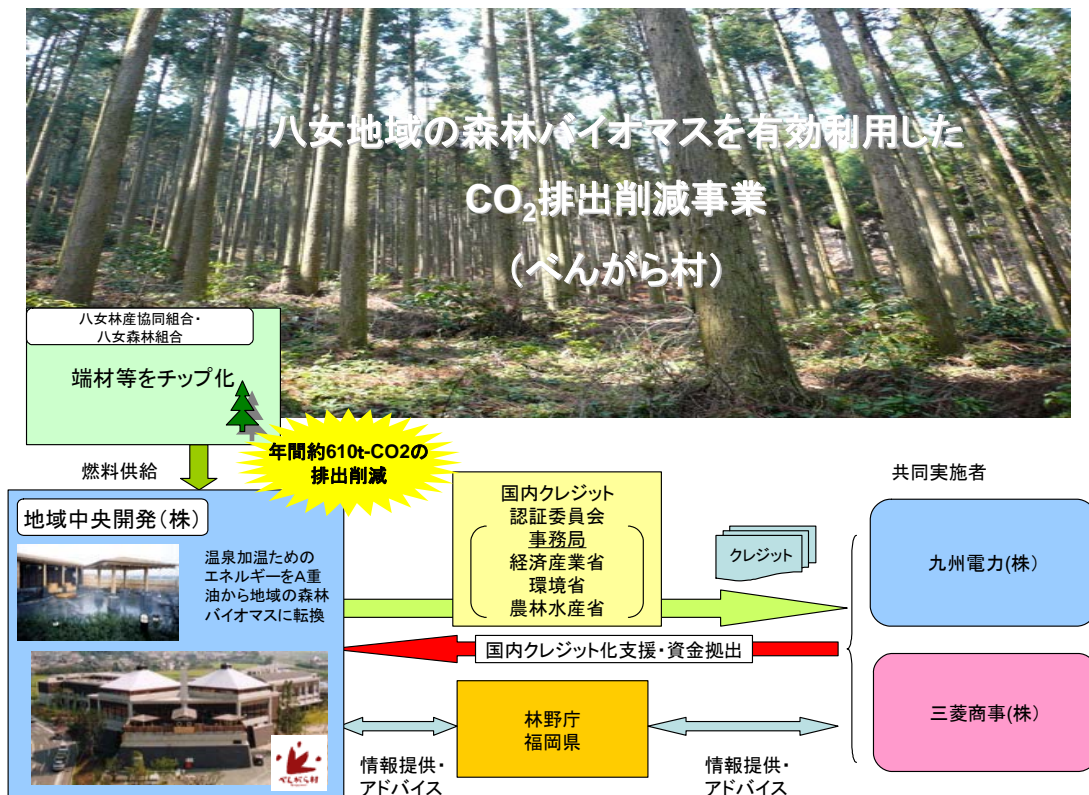 八女地域の森林バイオマスを有効利用した
CO₂排出削減事業
（べんがら村）
八女林産協同組合・
八女森林組合
端材等をチップ化
年間約610t-CO2の
排出削減
燃料供給
地域中央開発（株）
温泉加温ための
エネルギーをA重
油から地域の森林
バイオマスに転換
べんがら村
国内クレジット
認証委員会
事務局
経済産業省
環境省
農林水産省
クレジット
国内クレジット化支援・資金拠出
林野庁
福岡県
情報提供・
アドバイス
情報提供・
アドバイス
共同実施者
九州電力(株）
三菱商事(株）